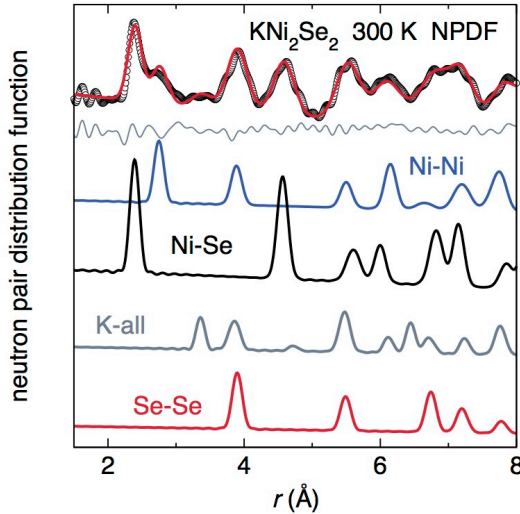 KNi₂Se₂ 300 K NPDF
neutron pair distribution function
Ni-Ni
Ni-Se
K-all
Se-Se
2 4 6 8
r (Å)